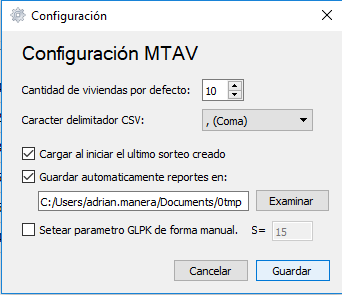 Configuración
Configuración MTAV
Cantidad de viviendas por defecto: 10
Caracter delimitador CSV: , (Coma)
Cargar al iniciar el ultimo sorteo creado
Guardar automaticamente reportes en:
C:/Users/adrian.manera/Documents/0tmp Examinar
Setear parametro GLPK de forma manual. S= 15
Cancelar Guardar